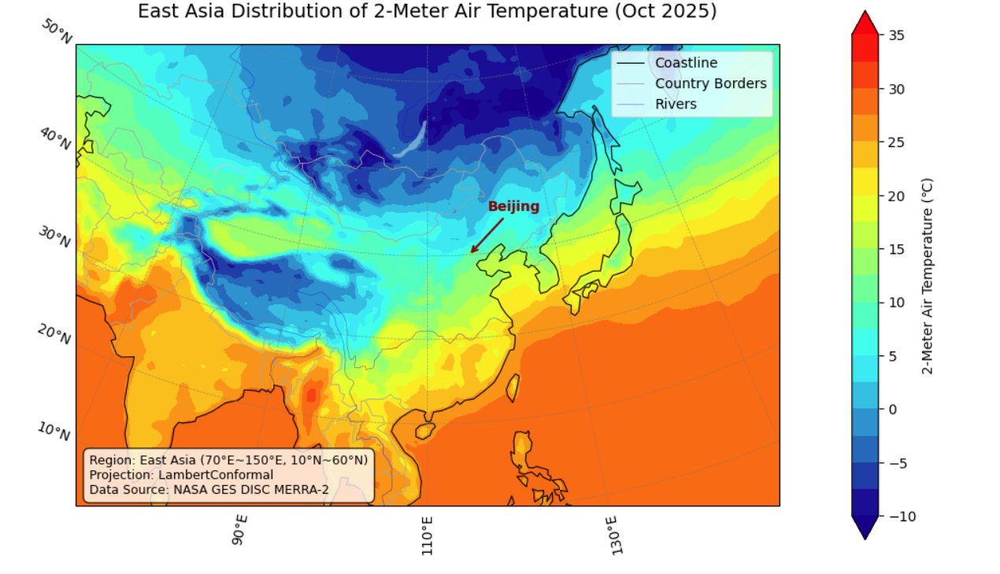 East Asia Distribution of 2-Meter Air Temperature (Oct 2025)
50°N
40°N
30°N
20°N
10°N
Coastline
Country Borders
Rivers
Beijing
Region: East Asia (70°E~150°E, 10°N~60°N)
Projection: LambertConformal
Data Source: NASA GES DISC MERRA-2
90°E
110°E
130°E
35
30
25
20
15
10
5
0
−5
−10
2-Meter Air Temperature (°C)